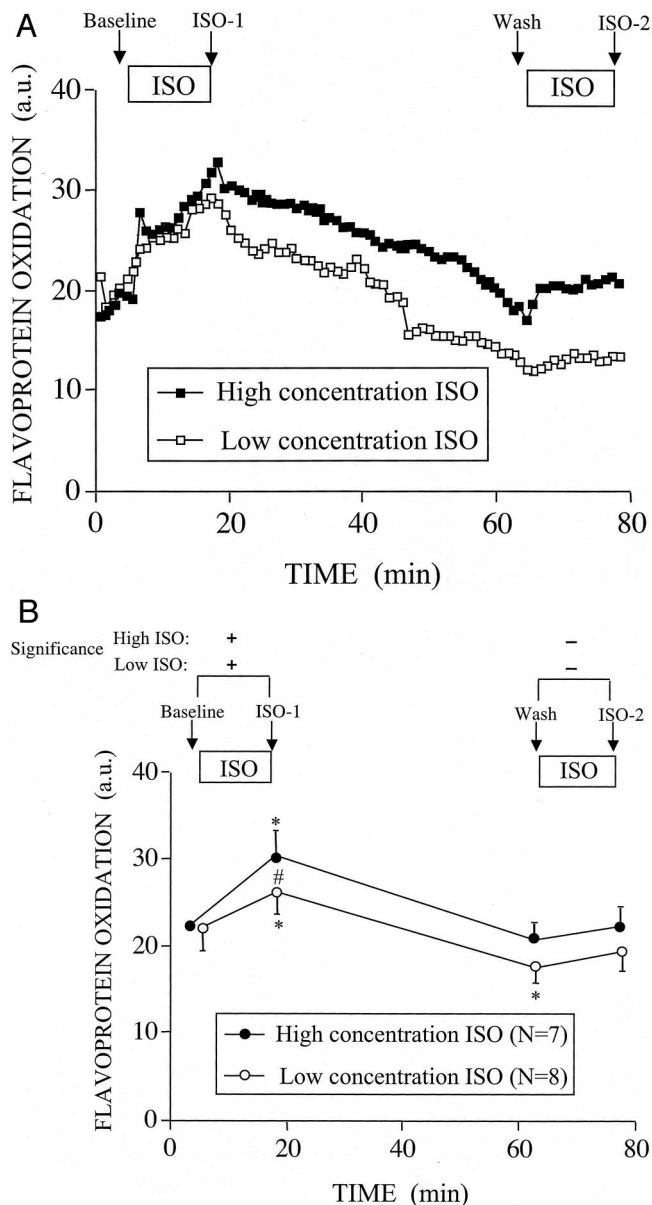 A
Baseline ISO-1 Wash ISO-2
ISO ISO
FLAVOPROTEIN OXIDATION (a.u.)
40
30
20
10
0
High concentration ISO
Low concentration ISO
0 20 40 60 80
TIME (min)
B
Significance
High ISO: + −
Low ISO: + −
Baseline ISO-1 Wash ISO-2
ISO ISO
FLAVOPROTEIN OXIDATION (a.u.)
40
30
20
10
0
*
#
*
*
High concentration ISO (N=7)
Low concentration ISO (N=8)
0 20 40 60 80
TIME (min)